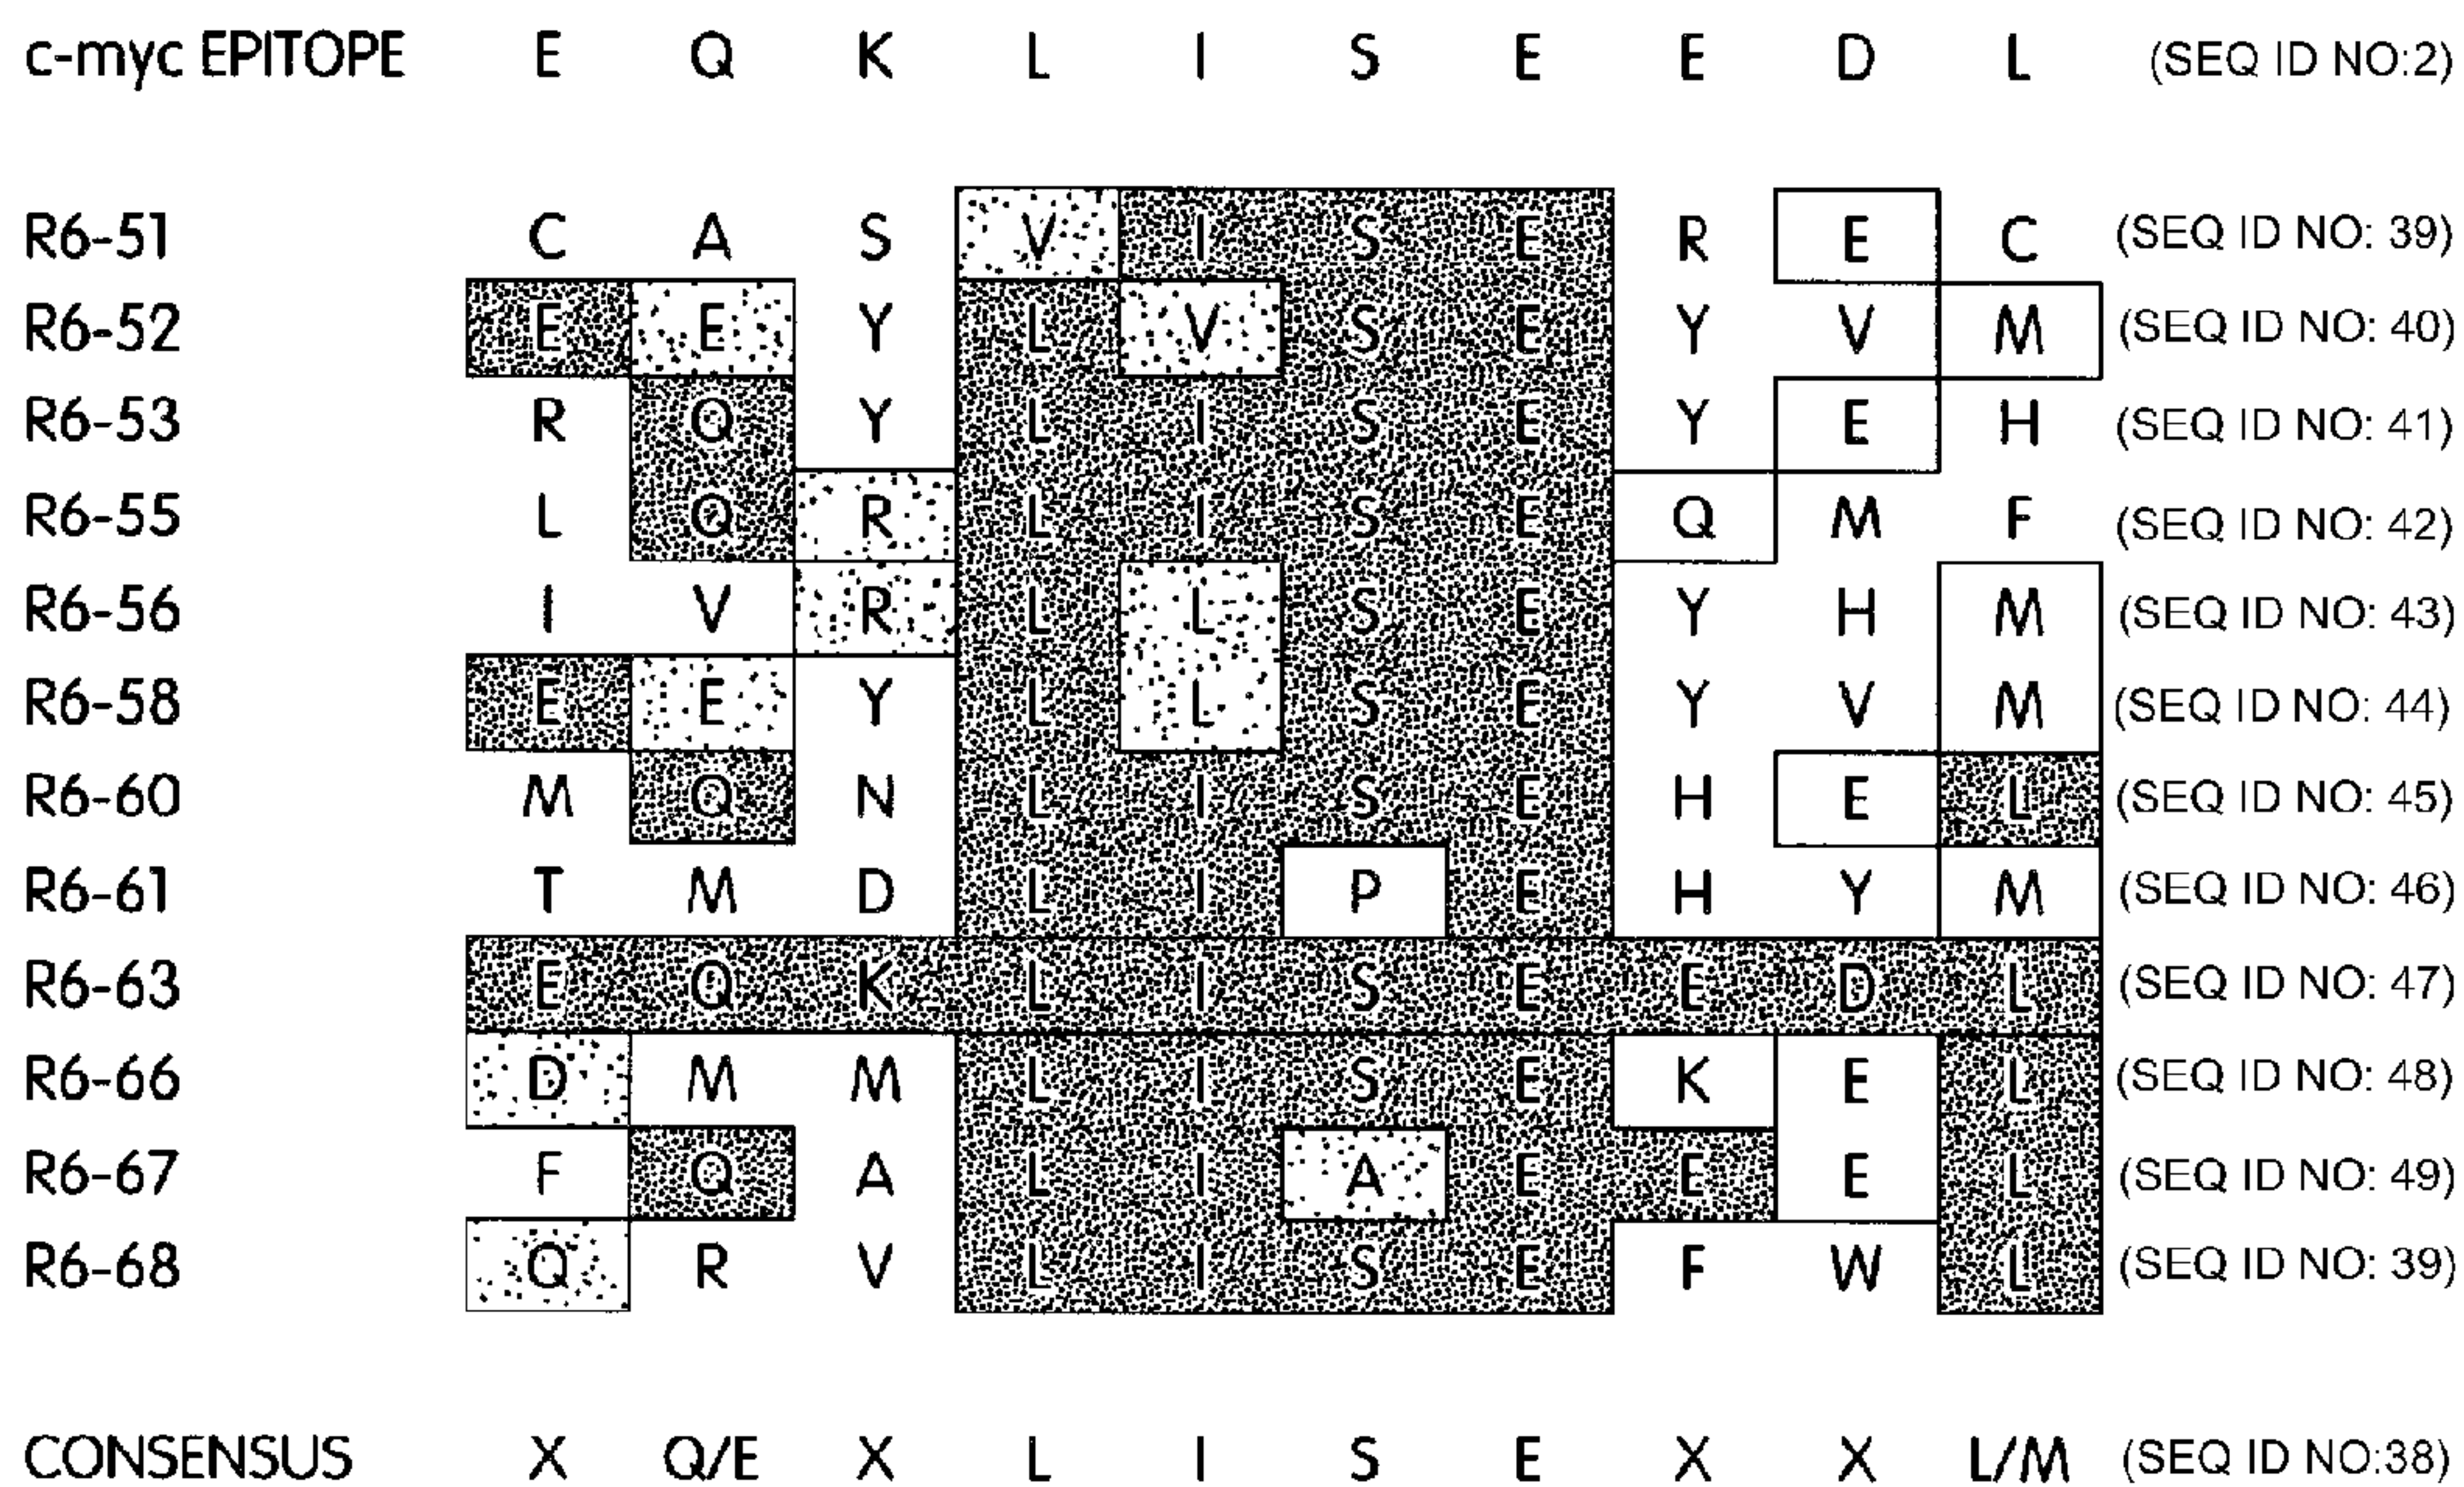 c-myc EPITOPE E Q K L I S E E D L (SEQ ID NO:2)
R6-51 C A S V I S E R E C (SEQ ID NO: 39)
R6-52 E E Y L V S E Y V M (SEQ ID NO: 40)
R6-53 R Q Y L I S E Y E H (SEQ ID NO: 41)
R6-55 L Q R L I S E Q M F (SEQ ID NO: 42)
R6-56 I V R L L S E Y H M (SEQ ID NO: 43)
R6-58 E E Y L L S E Y V M (SEQ ID NO: 44)
R6-60 M Q N L I S E H E L (SEQ ID NO: 45)
R6-61 T M D L I P E H Y M (SEQ ID NO: 46)
R6-63 E Q K L I S E E D L (SEQ ID NO: 47)
R6-66 D M M L I S E K E L (SEQ ID NO: 48)
R6-67 F Q A L I A E E E L (SEQ ID NO: 49)
R6-68 Q R V L I S E F W L (SEQ ID NO: 39)
CONSENSUS X Q/E X L I S E X X L/M (SEQ ID NO:38)